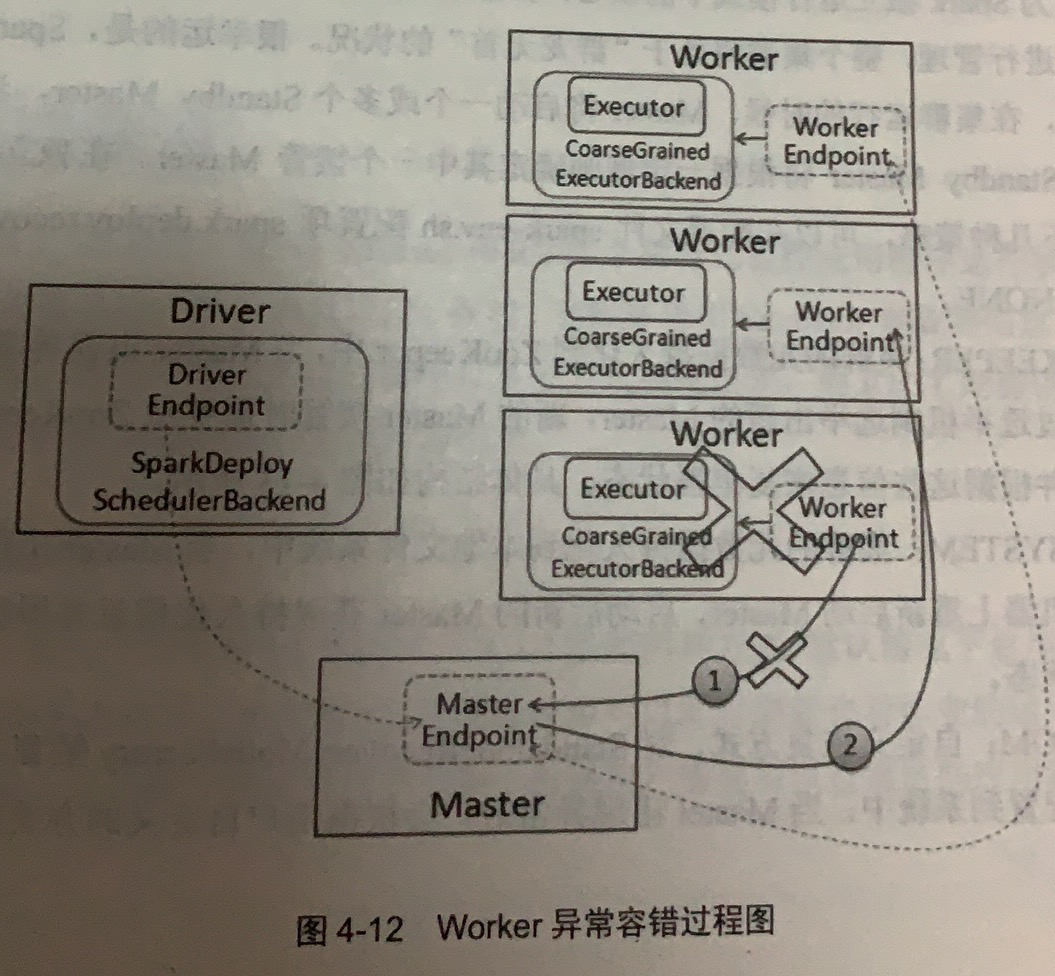 Worker
Executor
CoarseGrained
ExecutorBackend
Worker
Endpoint
Worker
Executor
CoarseGrained
ExecutorBackend
Worker
Endpoint
Driver
Driver
Endpoint
SparkDeploy
SchedulerBackend
Worker
Executor
CoarseGrained
ExecutorBackend
Worker
Endpoint
1
2
Master
Endpoint
Master
图 4-12 Worker 异常容错过程图